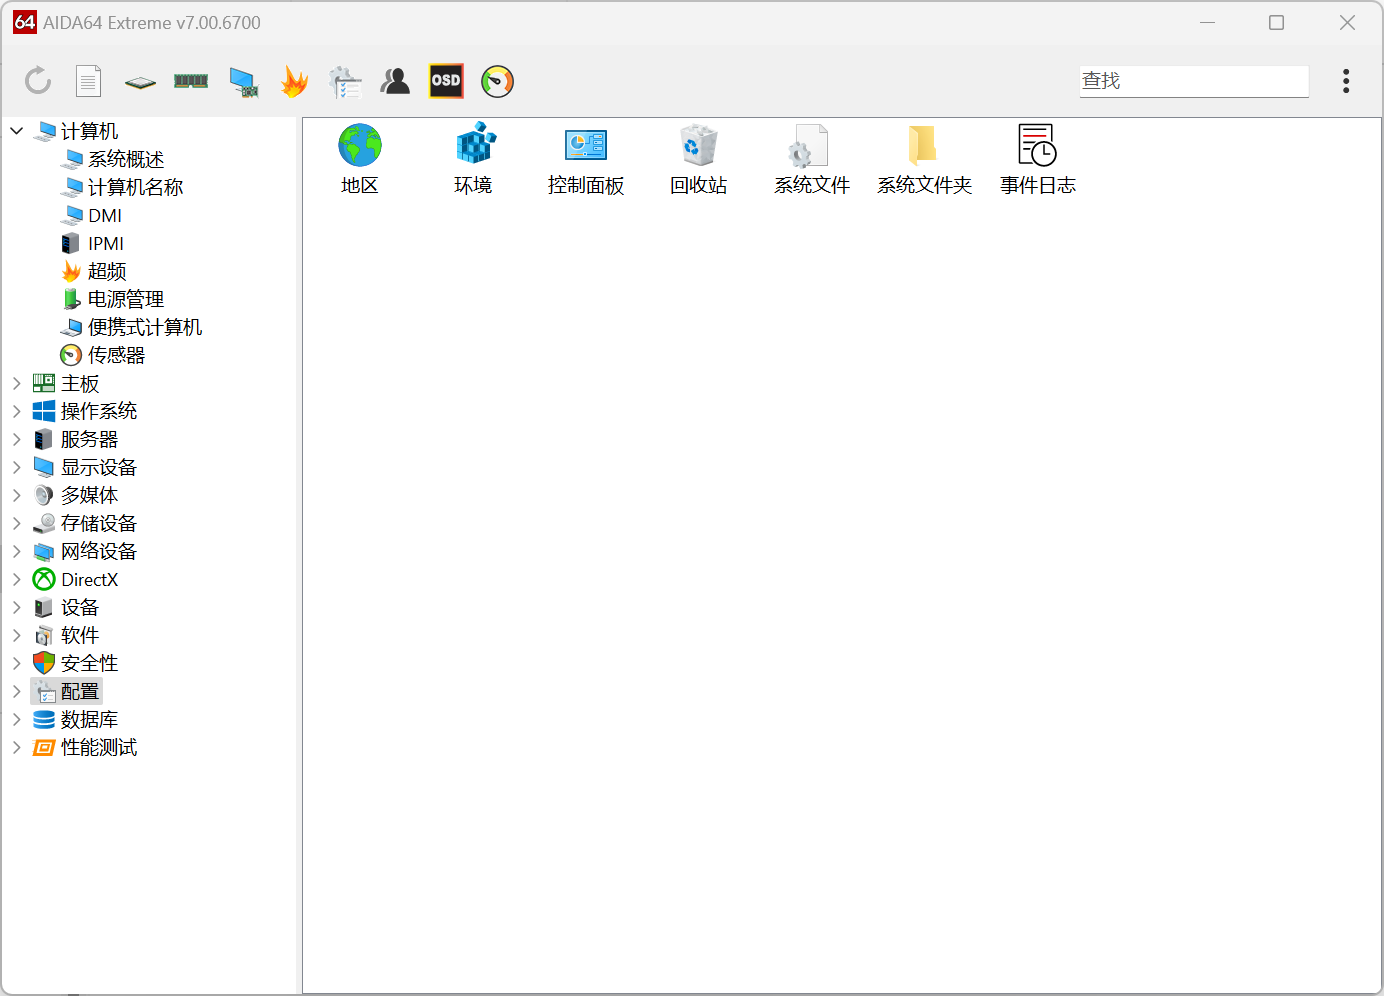 64 AIDA64 Extreme v7.00.6700
OSD
查找
计算机
系统概述
计算机名称
DMI
IPMI
超频
电源管理
便携式计算机
传感器
主板
操作系统
服务器
显示设备
多媒体
存储设备
网络设备
DirectX
设备
软件
安全性
配置
数据库
性能测试
地区 环境 控制面板 回收站 系统文件 系统文件夹 事件日志